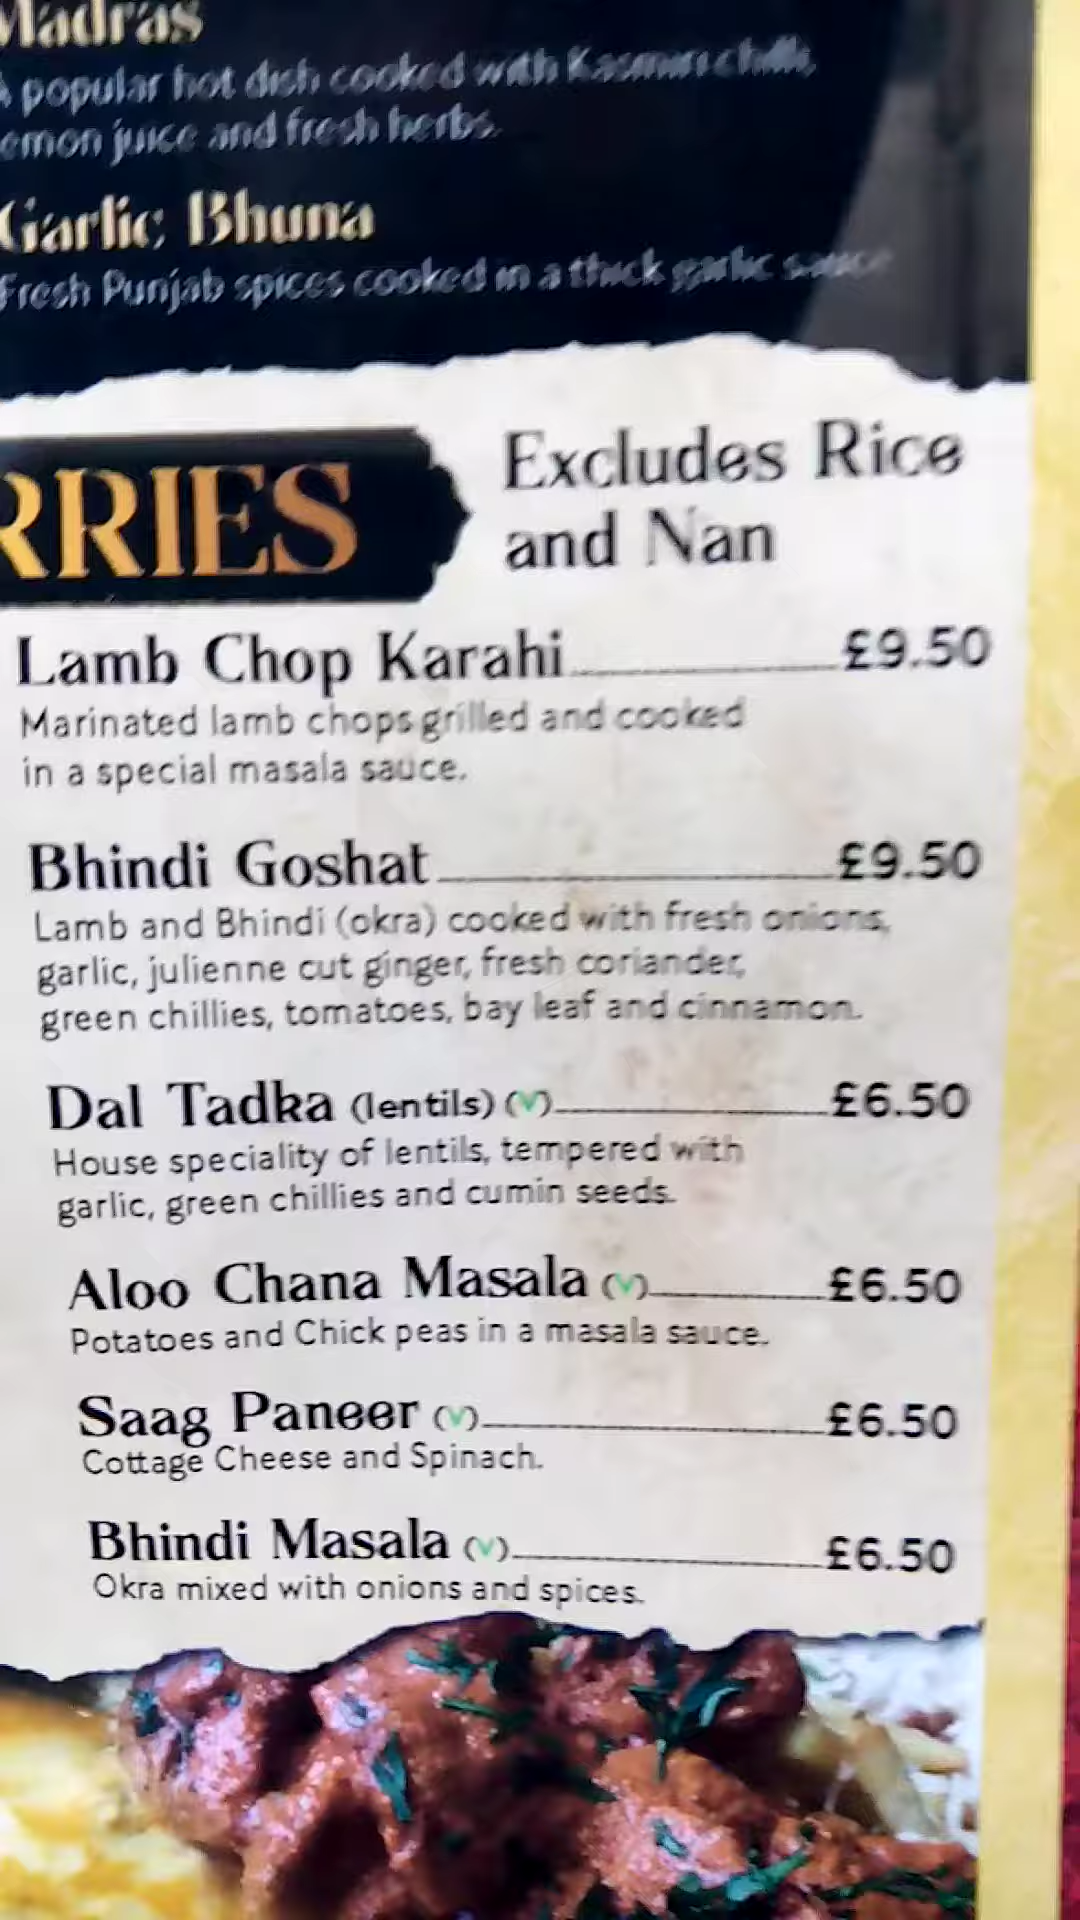 Madras
A popular hot dish cooked with Kasmiri chilli,
emon juice and fresh herbs.
Garlic Bhuna
Fresh Punjab spices cooked in a thick garlic sauce
RRIES
Excludes Rice
and Nan
Lamb Chop Karahi £9.50
Marinated lamb chops grilled and cooked
in a special masala sauce.
Bhindi Goshat £9.50
Lamb and Bhindi (okra) cooked with fresh onions,
garlic, julienne cut ginger, fresh coriander,
green chillies, tomatoes, bay leaf and cinnamon.
Dal Tadka (lentils) (V) £6.50
House speciality of lentils, tempered with
garlic, green chillies and cumin seeds.
Aloo Chana Masala (V) £6.50
Potatoes and Chick peas in a masala sauce.
Saag Paneer (V) £6.50
Cottage Cheese and Spinach.
Bhindi Masala (V) £6.50
Okra mixed with onions and spices.